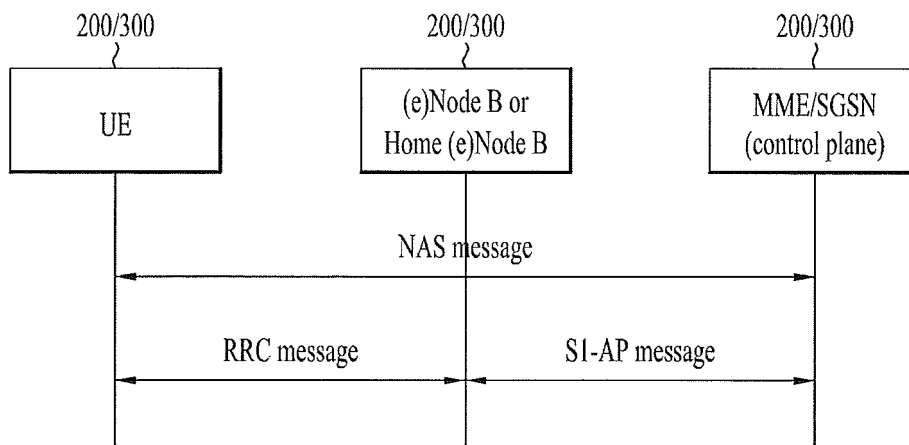 200/300
200/300
200/300
UE
(e)Node B or
Home (e)Node B
MME/SGSN
(control plane)
NAS message
RRC message
S1-AP message